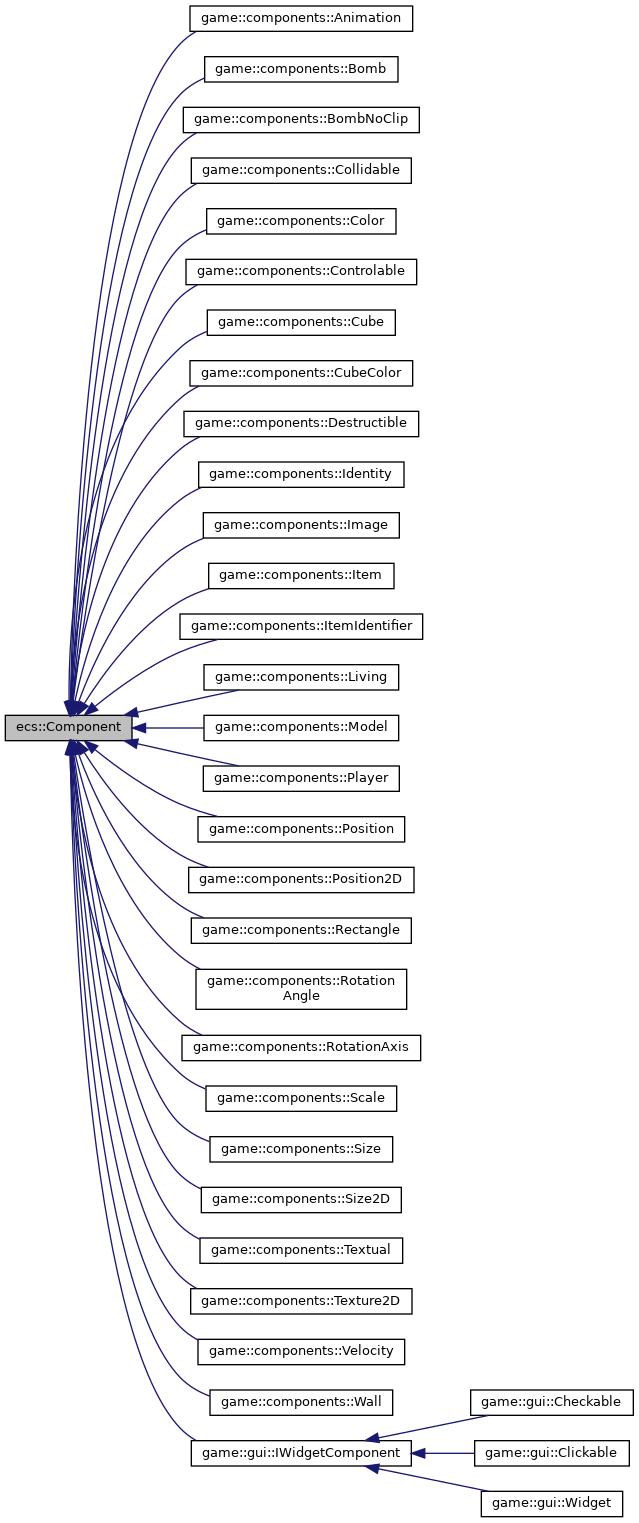 game::components::Animation
game::components::Bomb
game::components::BombNoClip
game::components::Collidable
game::components::Color
game::components::Controlable
game::components::Cube
game::components::CubeColor
game::components::Destructible
game::components::Identity
game::components::Image
game::components::Item
game::components::ItemIdentifier
game::components::Living
ecs::Component
game::components::Model
game::components::Player
game::components::Position
game::components::Position2D
game::components::Rectangle
game::components::Rotation
Angle
game::components::RotationAxis
game::components::Scale
game::components::Size
game::components::Size2D
game::components::Textual
game::components::Texture2D
game::components::Velocity
game::components::Wall
game::gui::IWidgetComponent
game::gui::Checkable
game::gui::Clickable
game::gui::Widget